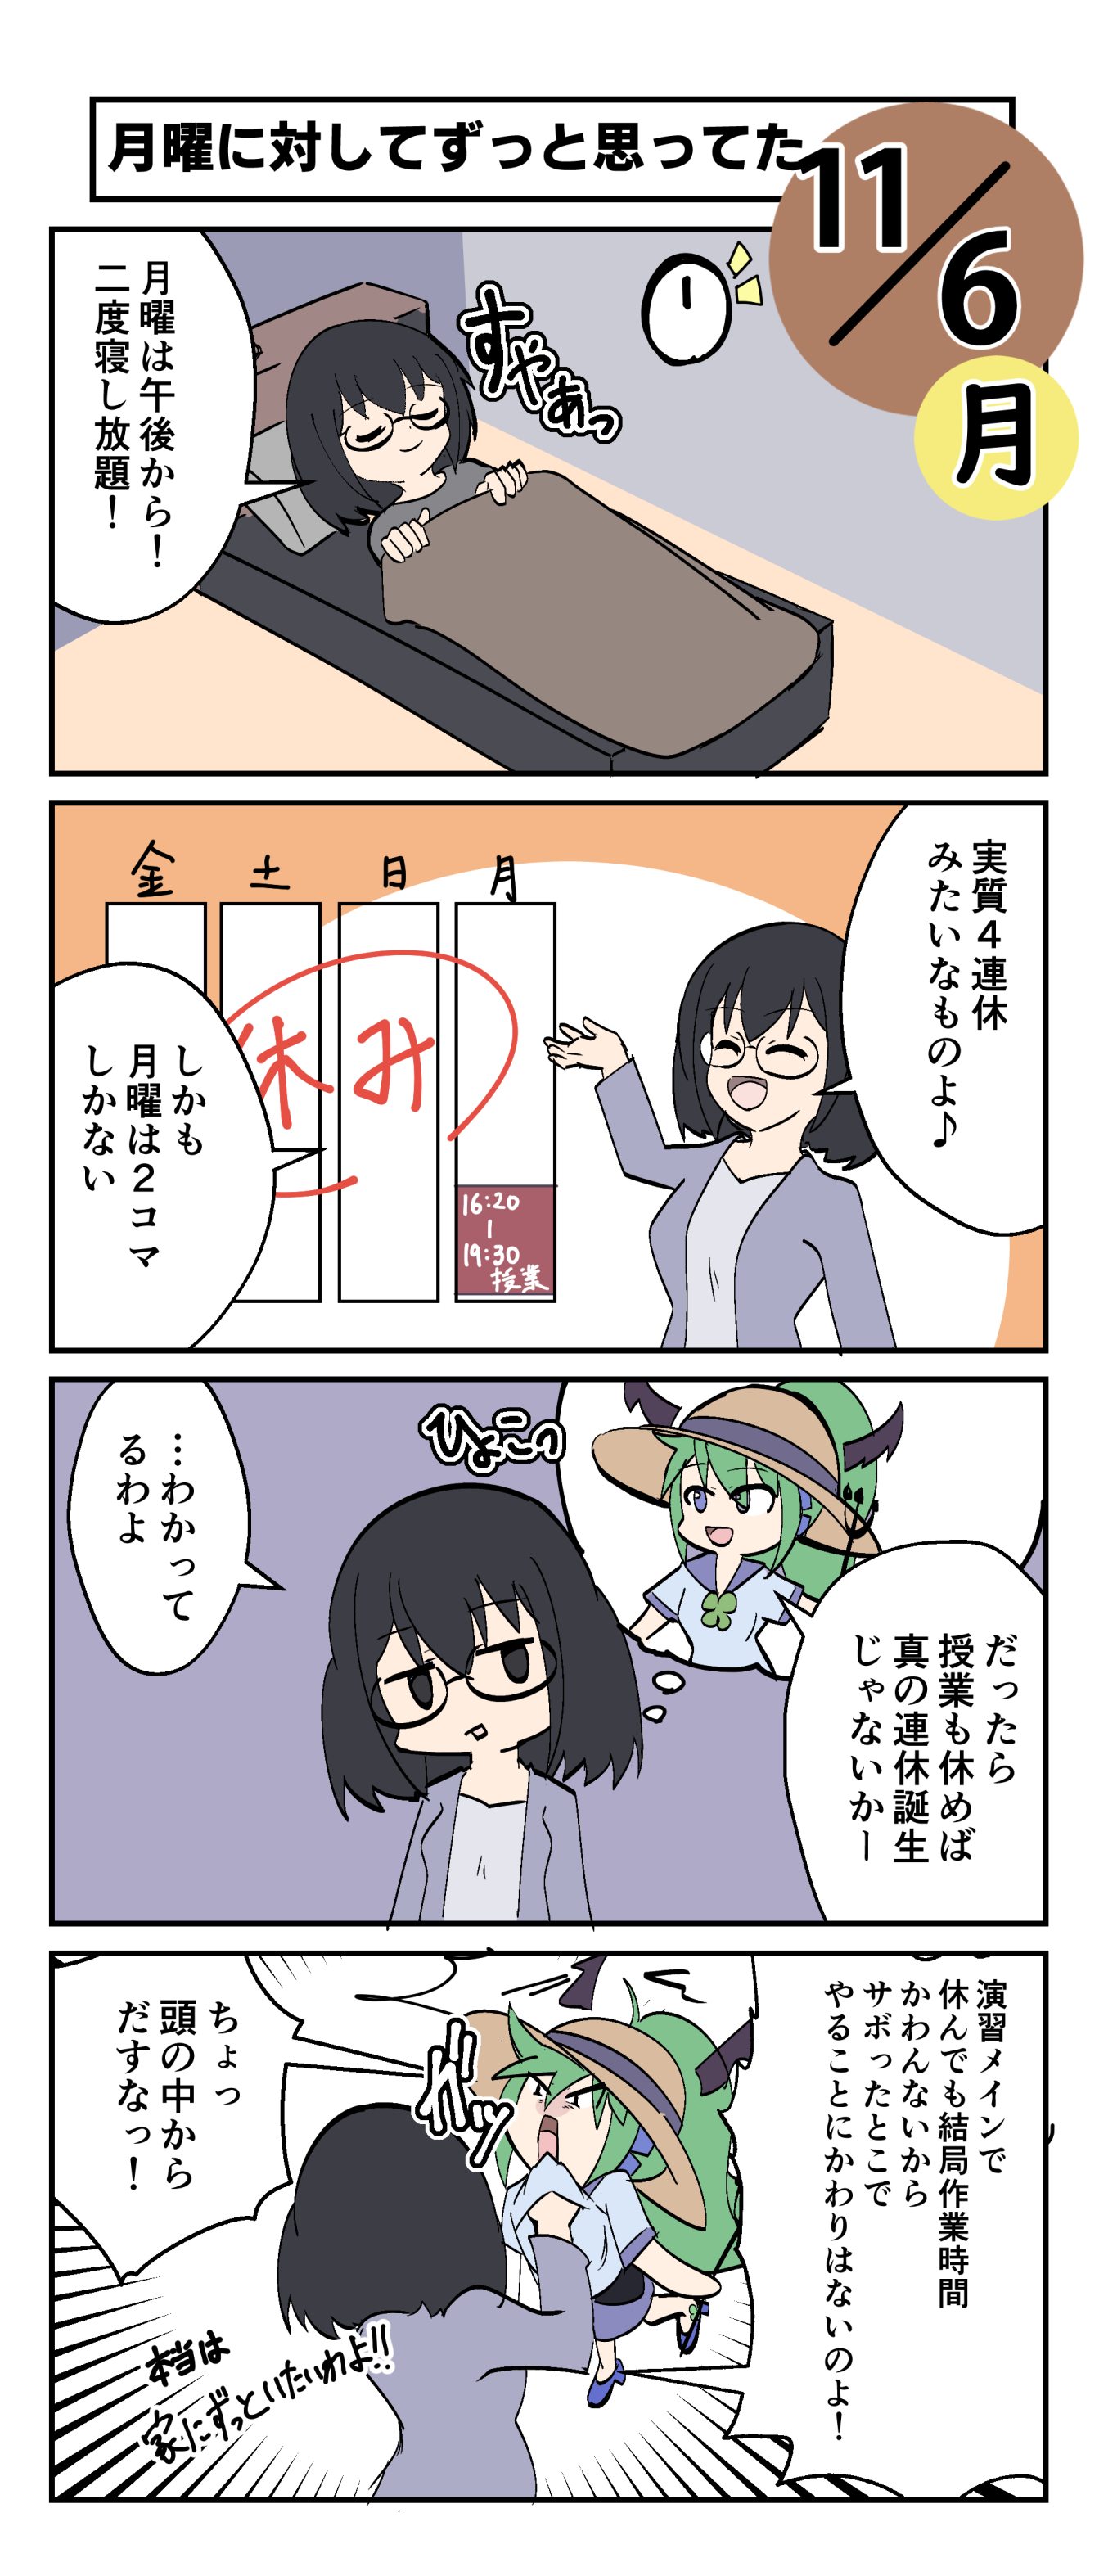 月曜に対してずっと思ってた
11/6
月
すやぁっ
月曜は午後から！
二度寝し放題！
実質４連休
みたいなものよ♪
金
土
日
月
休み
16:20
|
19:30
授業
しかも
月曜は２コマ
しかない
だったら
授業も休めば
真の連休誕生
じゃないかー
ひょこっ
…わかって
るわよ
演習メインで
休んでも結局作業時間
かわんないから
サボったとこで
やることにかわりはないのよ！
ガッ
ちょっ
頭の中から
だすなっ！
本当は
家にずっといたいわよ!!